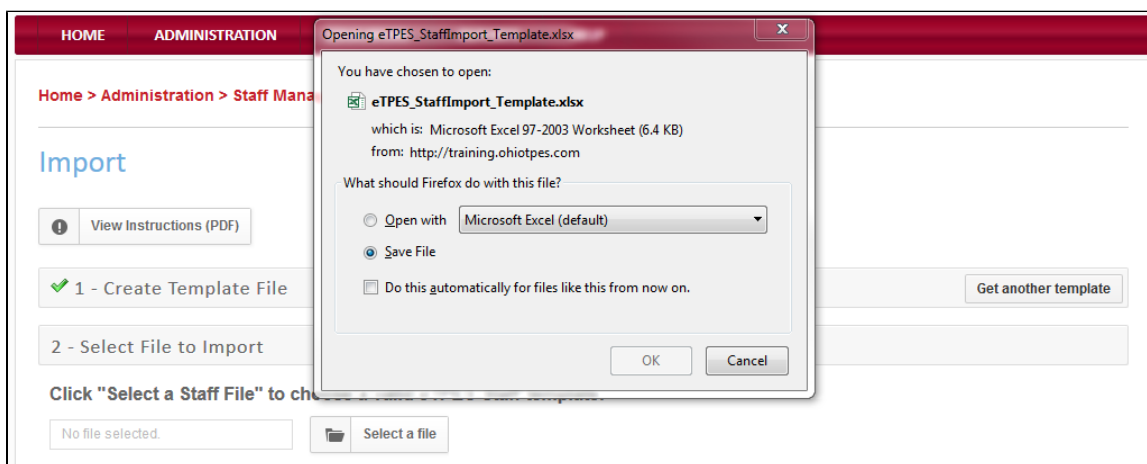 HOME ADMINISTRATION
Opening eTPES_StaffImport_Template.xlsx
x
You have chosen to open:
Home > Administration > Staff Mana
eTPES_StaffImport_Template.xlsx
which is: Microsoft Excel 97-2003 Worksheet (6.4 KB)
from: http://training.ohiotpes.com
Import
What should Firefox do with this file?
View Instructions (PDF)
Open with Microsoft Excel (default)
Save File
1 - Create Template File
Do this automatically for files like this from now on.
Get another template
2 - Select File to Import
OK Cancel
Click "Select a Staff File" to cho
No file selected. Select a file